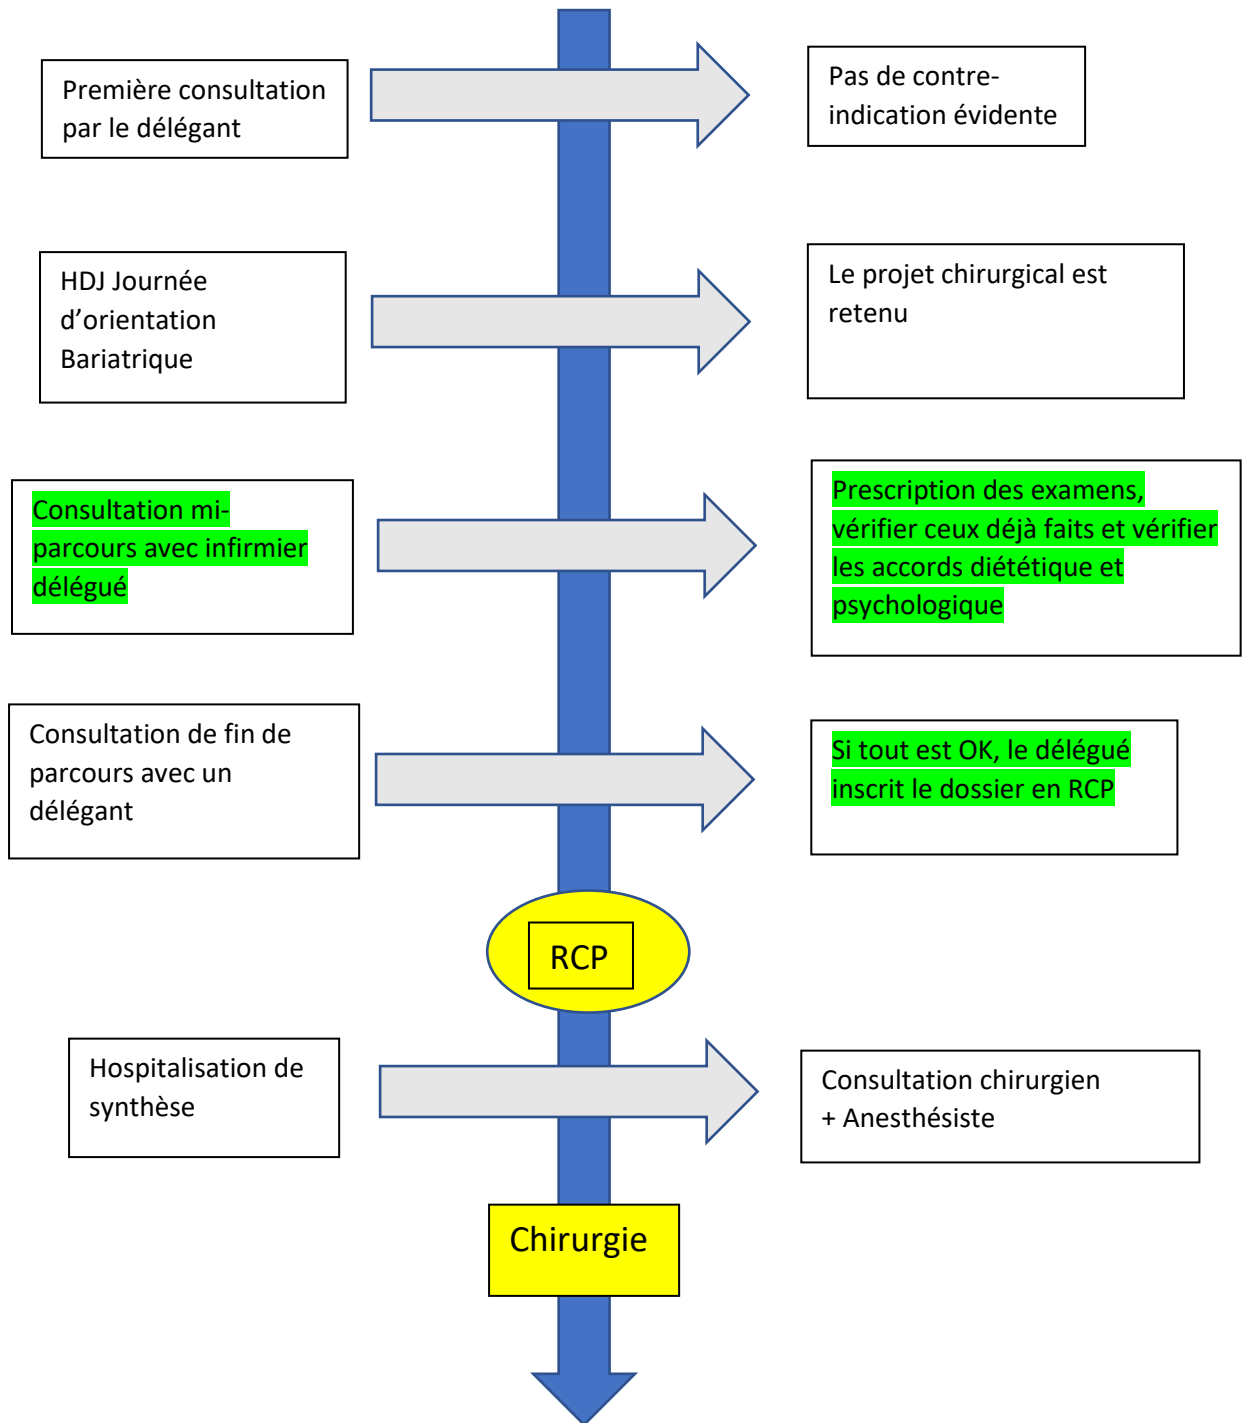 Première consultation
par le délégant
Pas de contre-
indication évidente
HDJ Journée
d’orientation
Bariatrique
Le projet chirurgical est
retenu
Consultation mi-
parcours avec infirmier
délégué
Prescription des examens,
vérifier ceux déjà faits et vérifier
les accords diététique et
psychologique
Consultation de fin de
parcours avec un
délégant
Si tout est OK, le délégué
inscrit le dossier en RCP
RCP
Hospitalisation de
synthèse
Consultation chirurgien
+ Anesthésiste
Chirurgie